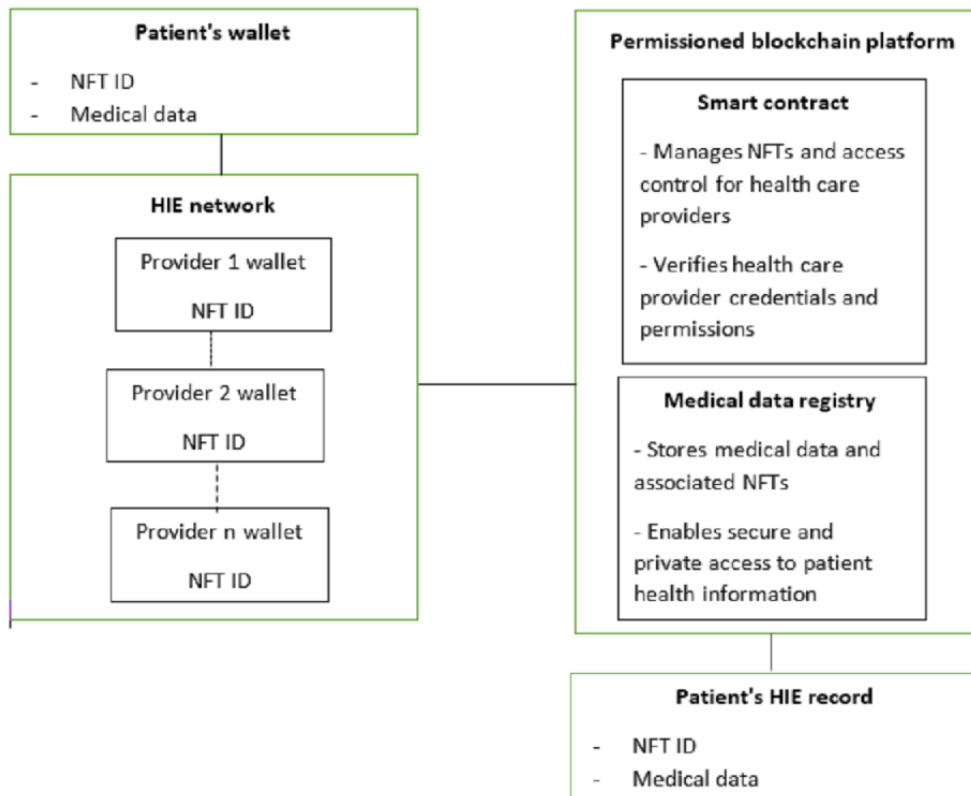 Patient's wallet
- NFT ID
- Medical data
HIE network
Provider 1 wallet
NFT ID
Provider 2 wallet
NFT ID
Provider n wallet
NFT ID
Permissioned blockchain platform
Smart contract
- Manages NFTs and access
control for health care
providers
- Verifies health care
provider credentials and
permissions
Medical data registry
- Stores medical data and
associated NFTs
- Enables secure and
private access to patient
health information
Patient's HIE record
- NFT ID
- Medical data